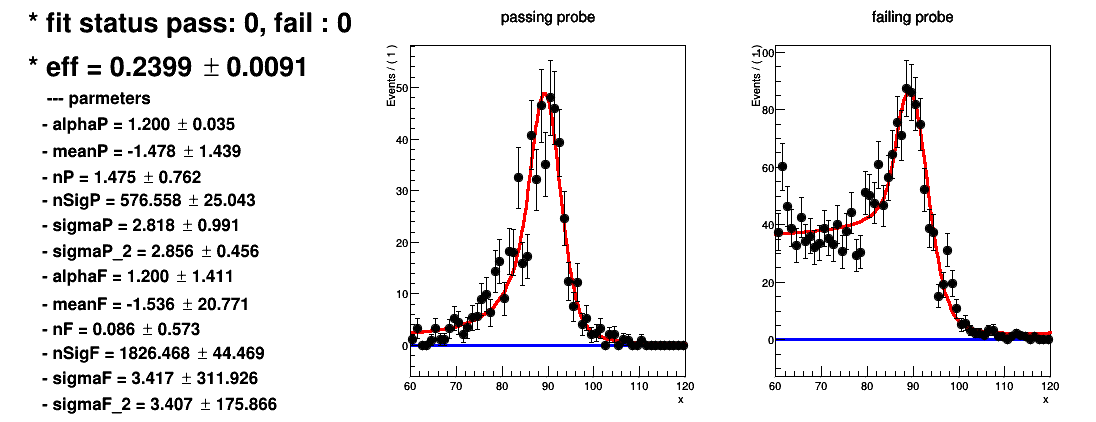 * fit status pass: 0, fail : 0
* eff = 0.2399 ± 0.0091
--- parmeters
- alphaP = 1.200 ± 0.035
- meanP = -1.478 ± 1.439
- nP = 1.475 ± 0.762
- nSigP = 576.558 ± 25.043
- sigmaP = 2.818 ± 0.991
- sigmaP_2 = 2.856 ± 0.456
- alphaF = 1.200 ± 1.411
- meanF = -1.536 ± 20.771
- nF = 0.086 ± 0.573
- nSigF = 1826.468 ± 44.469
- sigmaF = 3.417 ± 311.926
- sigmaF_2 = 3.407 ± 175.866
passing probe
Events / ( 1 )
50
40
30
20
10
0
60 70 80 90 100 110 120
x
failing probe
Events / ( 1 )
100
80
60
40
20
0
60 70 80 90 100 110 120
x